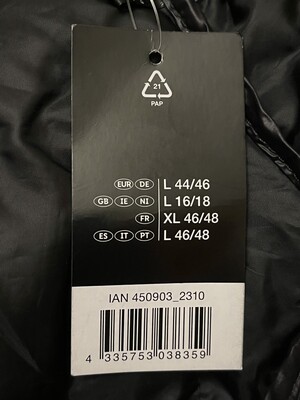 21
PAP
EUR DE L 44/46
GB IE NI L 16/18
FR XL 46/48
ES IT PT L 46/48
IAN 450903_2310
4 335753 038359